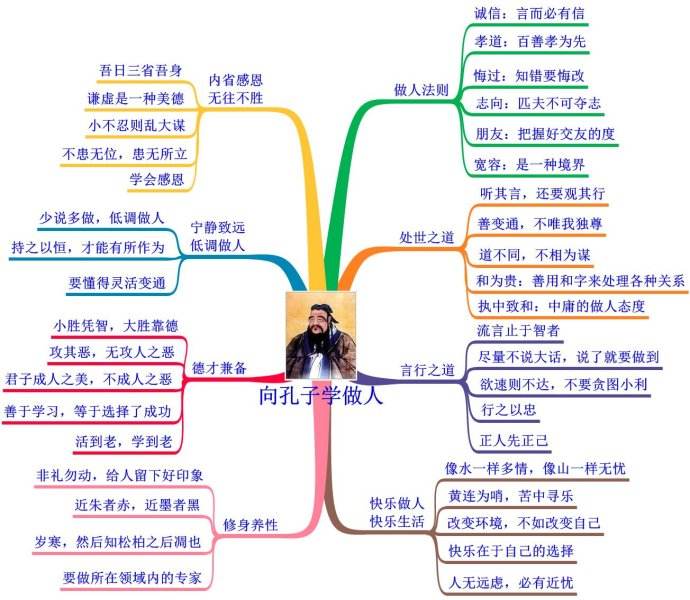 向孔子学做人
做人法则
诚信：言而必有信
孝道：百善孝为先
悔过：知错要悔改
志向：匹夫不可夺志
朋友：把握好交友的度
宽容：是一种境界
处世之道
听其言，还要观其行
善变通，不唯我独尊
道不同，不相为谋
和为贵：善用和字来处理各种关系
执中致和：中庸的做人态度
言行之道
流言止于智者
尽量不说大话，说了就要做到
欲速则不达，不要贪图小利
行之以忠
正人先正己
快乐做人
快乐生活
像水一样多情，像山一样无忧
黄连为哨，苦中寻乐
改变环境，不如改变自己
快乐在于自己的选择
人无远虑，必有近忧
内省感恩
无往不胜
吾日三省吾身
谦虚是一种美德
小不忍则乱大谋
不患无位，患无所立
学会感恩
宁静致远
低调做人
少说多做，低调做人
持之以恒，才能有所作为
要懂得灵活变通
德才兼备
小胜凭智，大胜靠德
攻其恶，无攻人之恶
君子成人之美，不成人之恶
善于学习，等于选择了成功
活到老，学到老
修身养性
非礼勿动，给人留下好印象
近朱者赤，近墨者黑
岁寒，然后知松柏之后凋也
要做所在领域内的专家